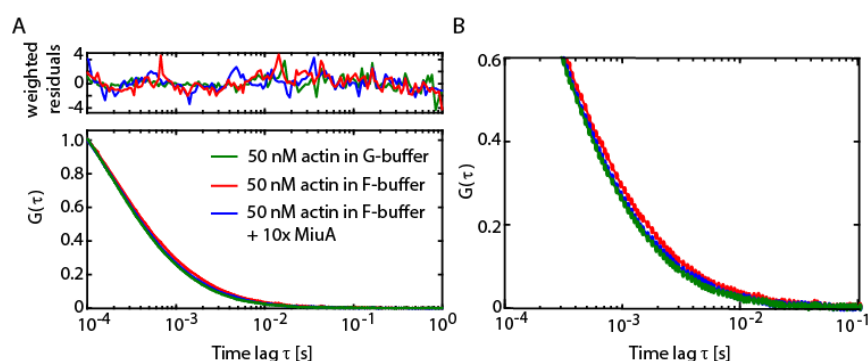 A
weighted
residuals
4
0
-4
G(τ)
1.0
0.8
0.6
0.4
0.2
0
50 nM actin in G-buffer
50 nM actin in F-buffer
50 nM actin in F-buffer
+ 10x MiuA
10⁻⁴ 10⁻³ 10⁻² 10⁻¹ 10⁰
Time lag τ [s]
B
G(τ)
0.6
0.4
0.2
0
10⁻⁴ 10⁻³ 10⁻² 10⁻¹
Time lag τ [s]